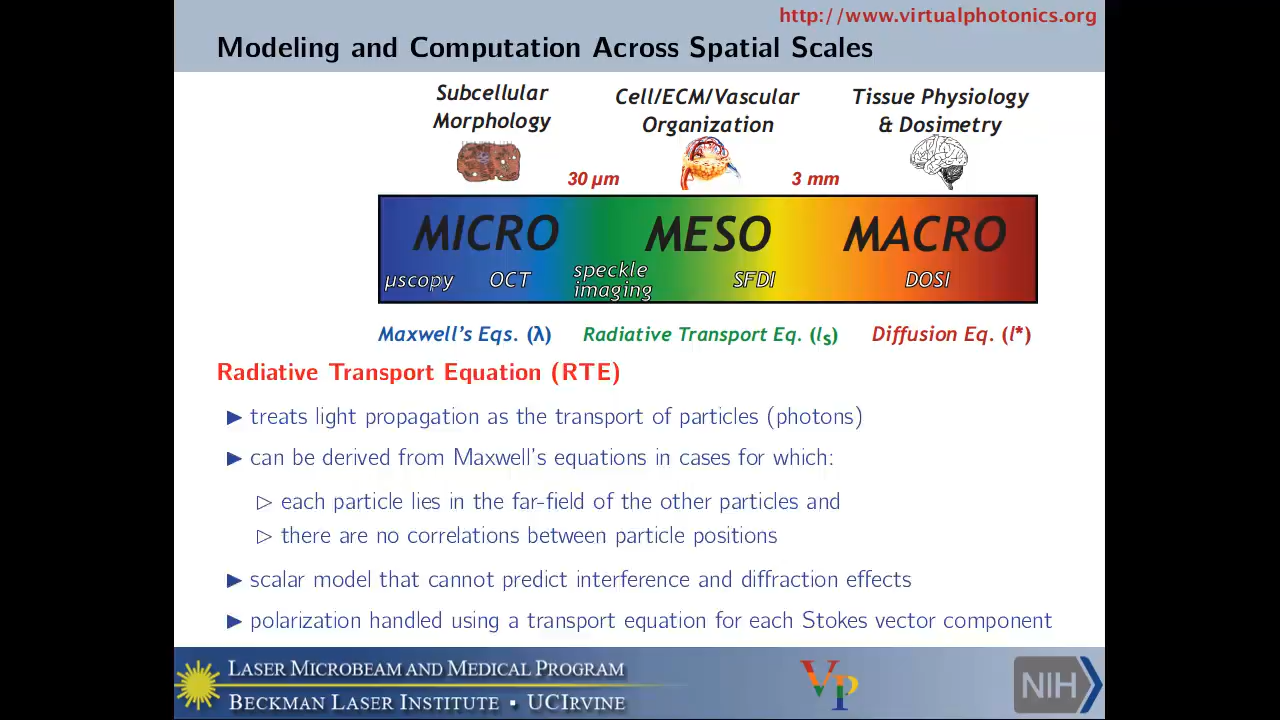 http://www.virtualphotonics.org
Modeling and Computation Across Spatial Scales
Subcellular
Morphology
Cell/ECM/Vascular
Organization
Tissue Physiology
& Dosimetry
30 µm
3 mm
MICRO
MESO
MACRO
µscopy
OCT
speckle
imaging
SFDI
DOSI
Maxwell's Eqs. (λ)
Radiative Transport Eq. (ls)
Diffusion Eq. (l*)
Radiative Transport Equation (RTE)
▶ treats light propagation as the transport of particles (photons)
▶ can be derived from Maxwell's equations in cases for which:
▷ each particle lies in the far-field of the other particles and
▷ there are no correlations between particle positions
▶ scalar model that cannot predict interference and diffraction effects
▶ polarization handled using a transport equation for each Stokes vector component
LASER MICROBEAM AND MEDICAL PROGRAM
BECKMAN LASER INSTITUTE ▪ UCIRVINE
VP
NIH